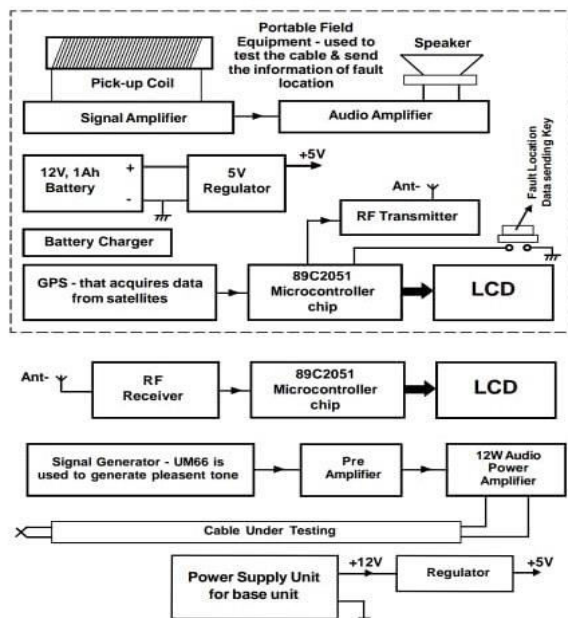 Portable Field
Equipment - used to
test the cable & send
the information of fault
location
Speaker
Pick-up Coil
Signal Amplifier
Audio Amplifier
12V, 1Ah
Battery
+
-
5V
Regulator
+5V
Fault Location
Data sending Key
Ant-
RF Transmitter
Battery Charger
GPS - that acquires data
from satellites
89C2051
Microcontroller
chip
LCD
Ant-
RF
Receiver
89C2051
Microcontroller
chip
LCD
Signal Generator - UM66 is
used to generate pleasent tone
Pre
Amplifier
12W Audio
Power
Amplifier
Cable Under Testing
Power Supply Unit
for base unit
+12V
Regulator
+5V